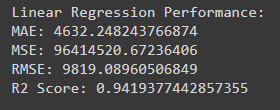 Linear Regression Performance:
MAE: 4632.248243766874
MSE: 96414520.67236406
RMSE: 9819.08960506849
R2 Score: 0.9419377442857355